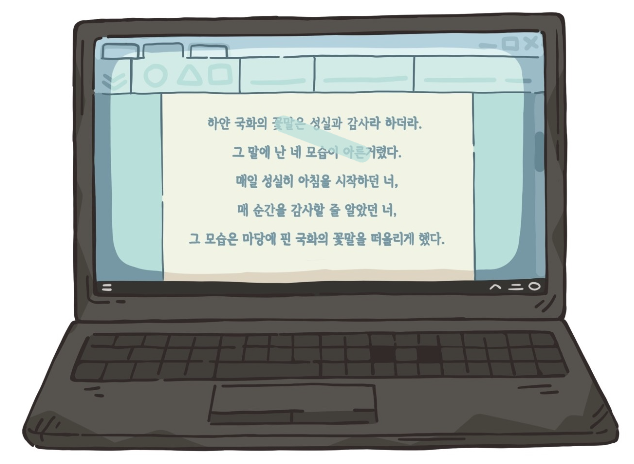 하얀 국화의 꽃말은 성실과 감사라 하더라.
그 말에 난 네 모습이 아른거렸다.
매일 성실히 아침을 시작하던 너,
매 순간을 감사할 줄 알았던 너,
그 모습은 마당에 핀 국화의 꽃말을 떠올리게 했다.